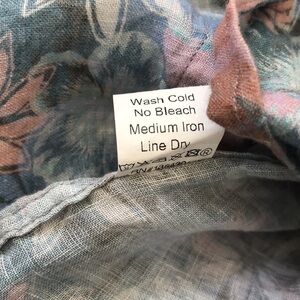 Wash Cold
No Bleach
Medium Iron
Line Dry